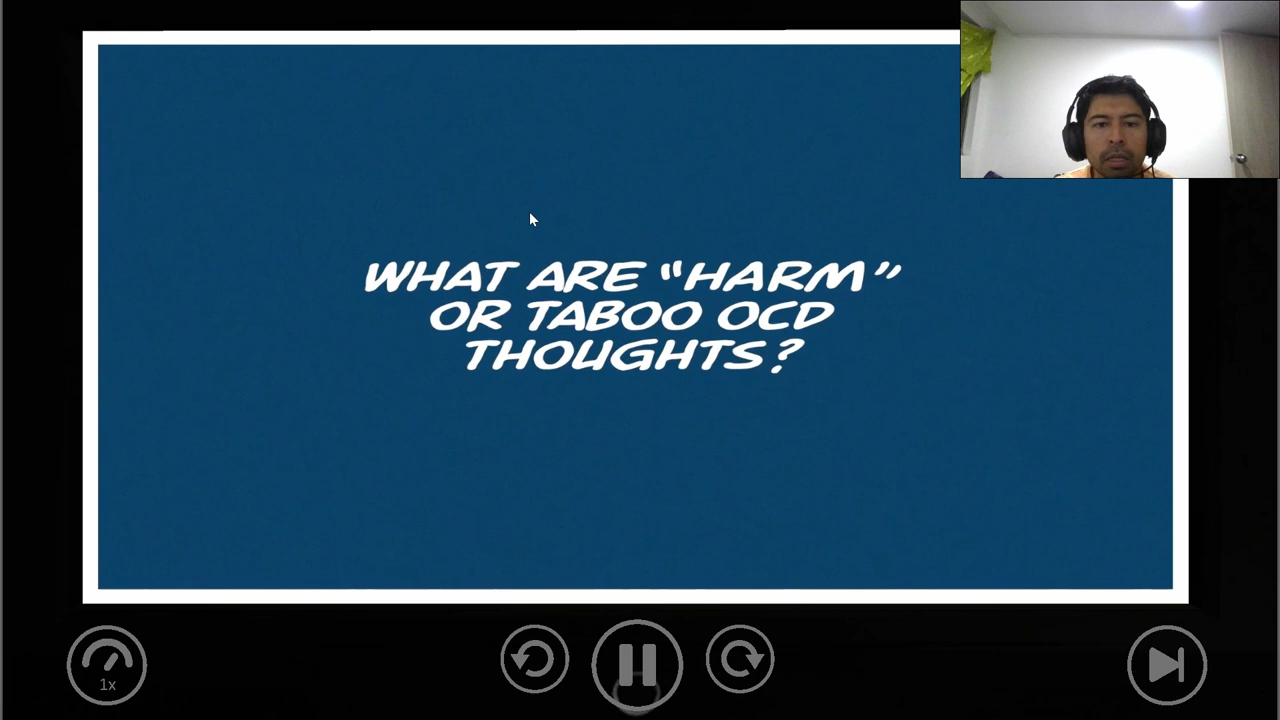 WHAT ARE “HARM”
OR TABOO OCD
THOUGHTS?
1x